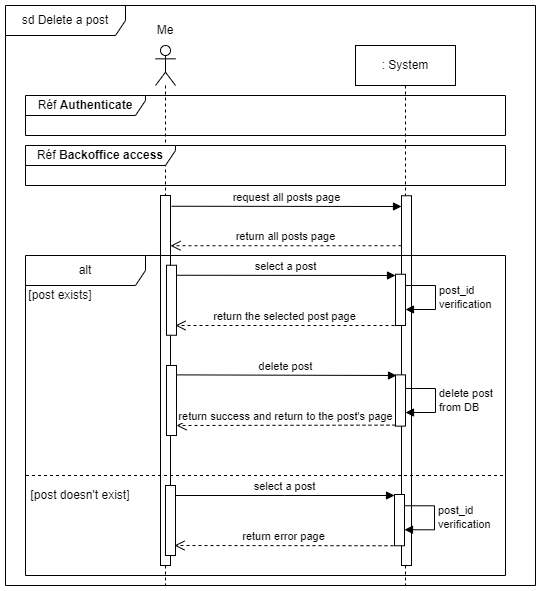 sd Delete a post
Me
: System
Réf Authenticate
Réf Backoffice access
request all posts page
return all posts page
alt
select a post
[post exists]
post_id
verification
return the selected post page
delete post
delete post
from DB
return success and return to the post's page
select a post
[post doesn't exist]
post_id
verification
return error page